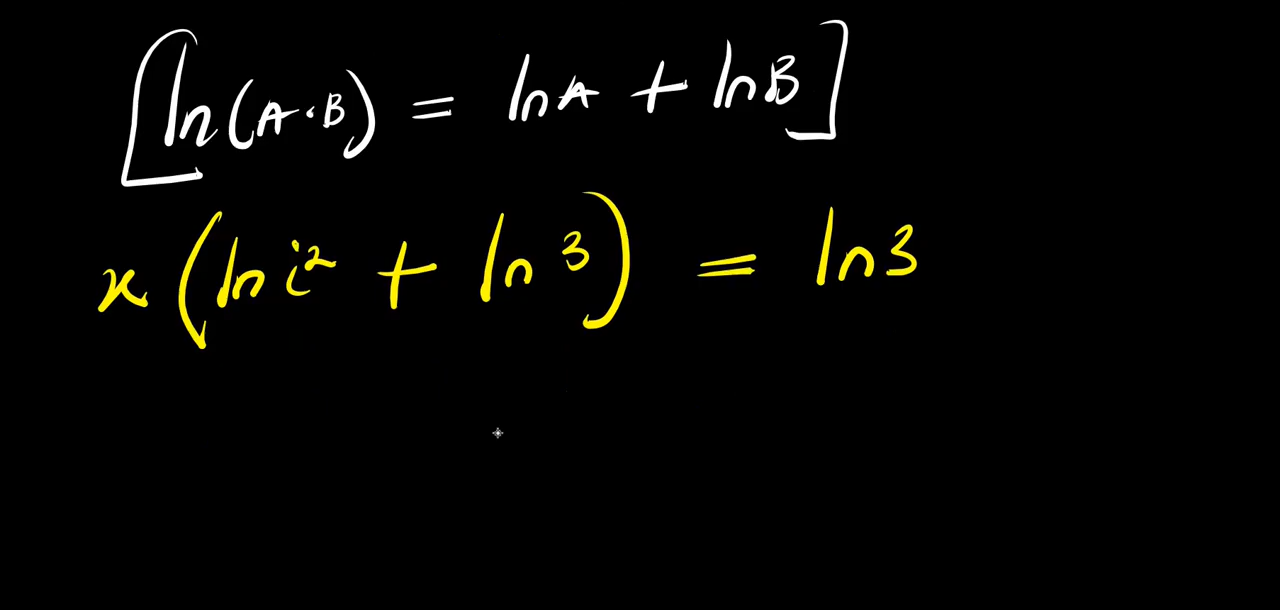 [ln(A·B) = lnA + lnB]
x(ln i² + ln 3) = ln3